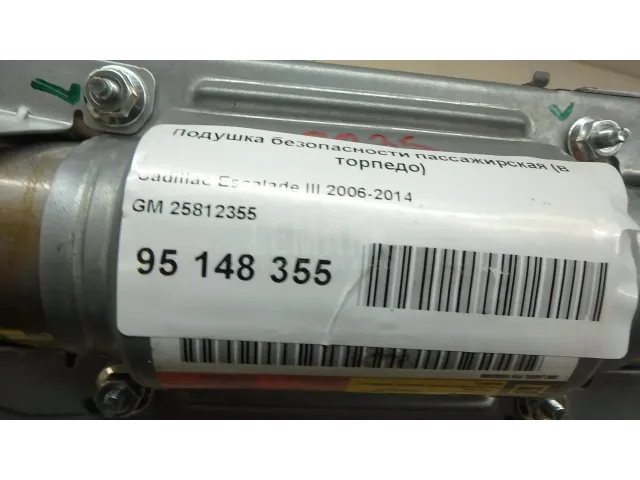 Подушка безопасности пассажирская (в
торпедо)
Cadillac Escalade III 2006-2014
GM 25812355
95 148 355